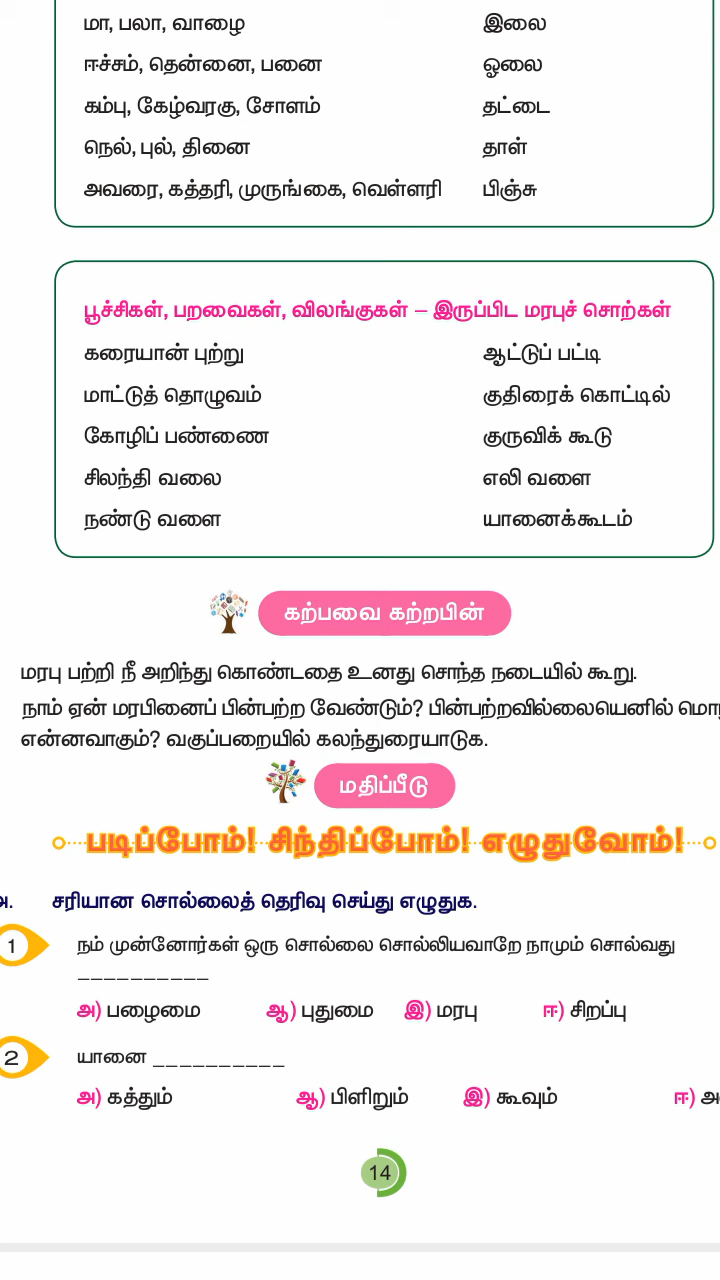 மா, பலா, வாழை இலை
ஈச்சம், தென்னை, பனை ஓலை
கம்பு, கேழ்வரகு, சோளம் தட்டை
நெல், புல், தினை தாள்
அவரை, கத்தரி, முருங்கை, வெள்ளரி பிஞ்சு
பூச்சிகள், பறவைகள், விலங்குகள் – இருப்பிட மரபுச் சொற்கள்
கரையான் புற்று ஆட்டுப் பட்டி
மாட்டுத் தொழுவம் குதிரைக் கொட்டில்
கோழிப் பண்ணை குருவிக் கூடு
சிலந்தி வலை எலி வளை
நண்டு வளை யானைக்கூடம்
கற்பவை கற்றபின்
மரபு பற்றி நீ அறிந்து கொண்டதை உனது சொந்த நடையில் கூறு.
நாம் ஏன் மரபினைப் பின்பற்ற வேண்டும்? பின்பற்றவில்லையெனில்
என்னவாகும்? வகுப்பறையில் கலந்துரையாடுக.
மதிப்பீடு
படிப்போம்! சிந்திப்போம்! எழுதுவோம்!
அ. சரியான சொல்லைத் தெரிவு செய்து எழுதுக.
1 நம் முன்னோர்கள் ஒரு சொல்லை சொல்லியவாறே நாமும் சொல்வது
__________
அ) பழைமை ஆ) புதுமை இ) மரபு ஈ) சிறப்பு
2 யானை __________
அ) கத்தும் ஆ) பிளிறும் இ) கூவும் ஈ)
14